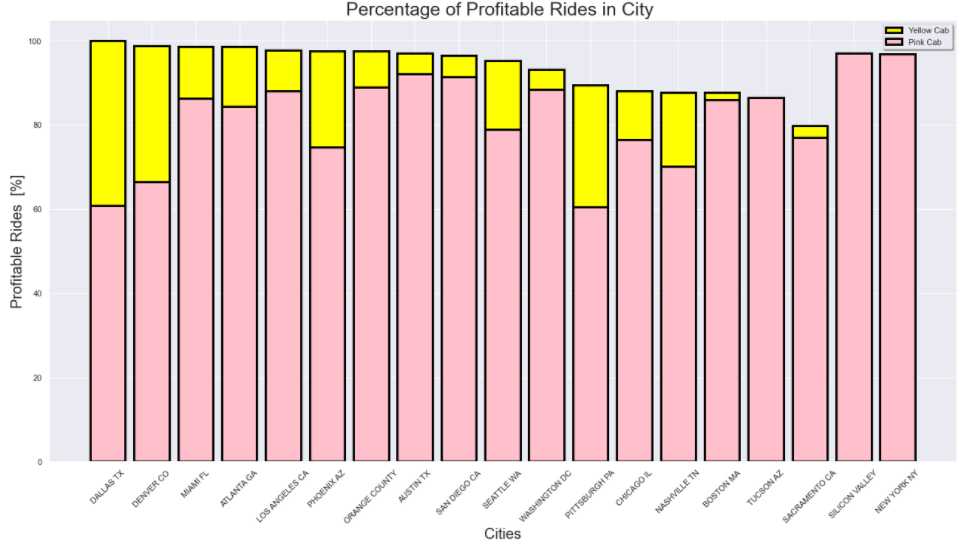 Percentage of Profitable Rides in City
Yellow Cab
Pink Cab
Profitable Rides [%]
100
80
60
40
20
0
DALLAS TX
DENVER CO
MIAMI FL
ATLANTA GA
LOS ANGELES CA
PHOENIX AZ
ORANGE COUNTY
AUSTIN TX
SAN DIEGO CA
SEATTLE WA
WASHINGTON DC
PITTSBURGH PA
CHICAGO IL
NASHVILLE TN
BOSTON MA
TUCSON AZ
SACRAMENTO CA
SILICON VALLEY
NEW YORK NY
Cities